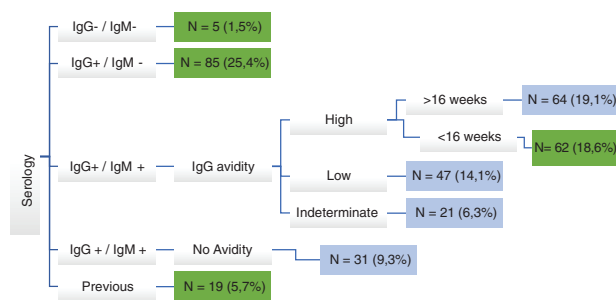 IgG- / IgM-
N = 5 (1,5%)
IgG+ / IgM -
N = 85 (25,4%)
>16 weeks
N = 64 (19,1%)
High
<16 weeks
N= 62 (18,6%)
Serology
IgG+ / IgM +
IgG avidity
Low
N = 47 (14,1%)
Indeterminate
N = 21 (6,3%)
IgG + / IgM +
No Avidity
N = 31 (9,3%)
Previous
N = 19 (5,7%)